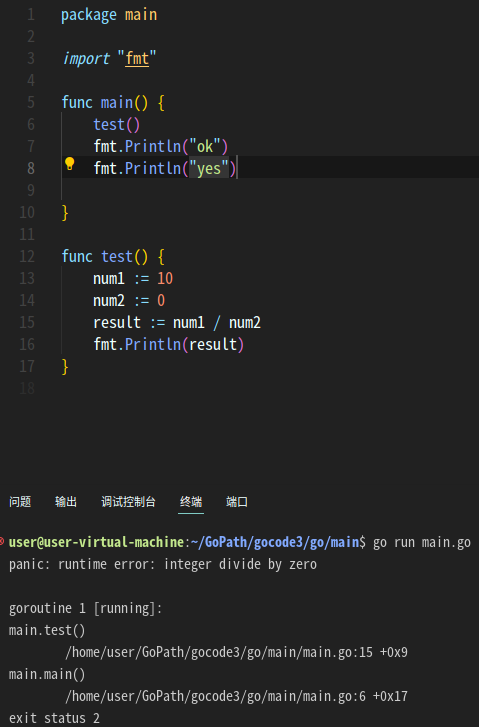 1 package main
2
3 import "fmt"
4
5 func main() {
6 test()
7 fmt.Println("ok")
8 fmt.Println("yes")
9
10 }
11
12 func test() {
13 num1 := 10
14 num2 := 0
15 result := num1 / num2
16 fmt.Println(result)
17 }
18
问题 输出 调试控制台 终端 端口
user@user-virtual-machine:~/GoPath/gocode3/go/main$ go run main.go
panic: runtime error: integer divide by zero
goroutine 1 [running]:
main.test()
/home/user/GoPath/gocode3/go/main/main.go:15 +0x9
main.main()
/home/user/GoPath/gocode3/go/main/main.go:6 +0x17
exit status 2